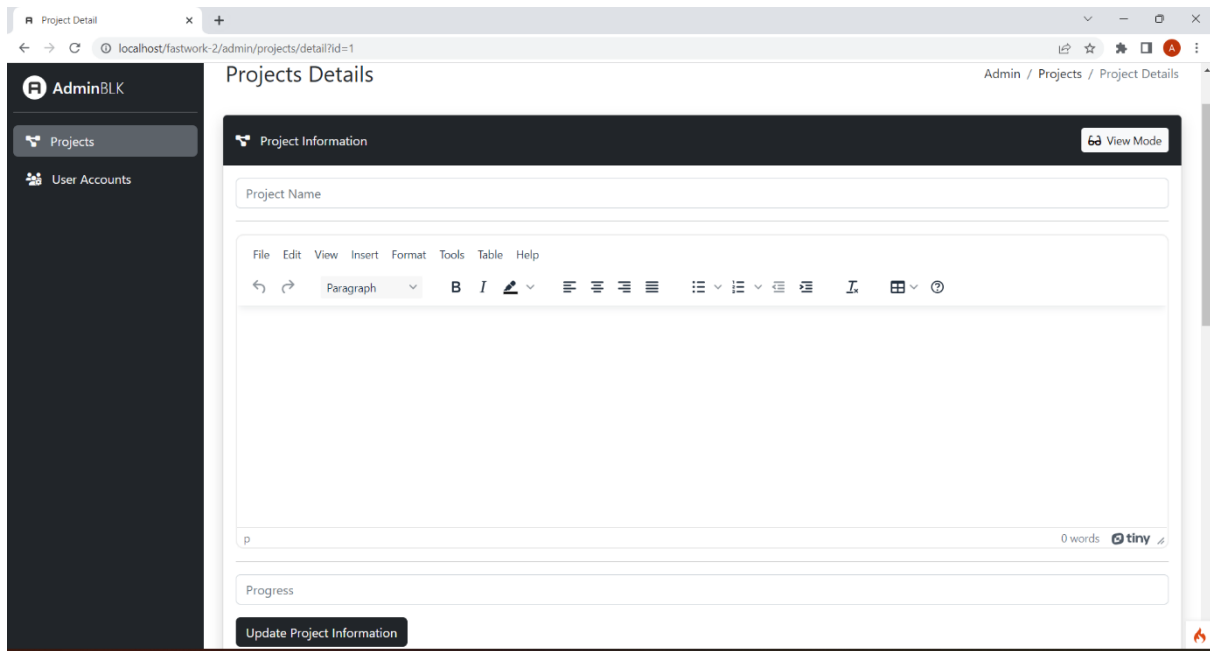 Project Detail
localhost/fastwork-2/admin/projects/detail?id=1
A
AdminBLK
Projects
User Accounts
Projects Details
Admin / Projects / Project Details
Project Information
View Mode
Project Name
File Edit View Insert Format Tools Table Help
Paragraph B I
p
0 words tiny
Progress
Update Project Information